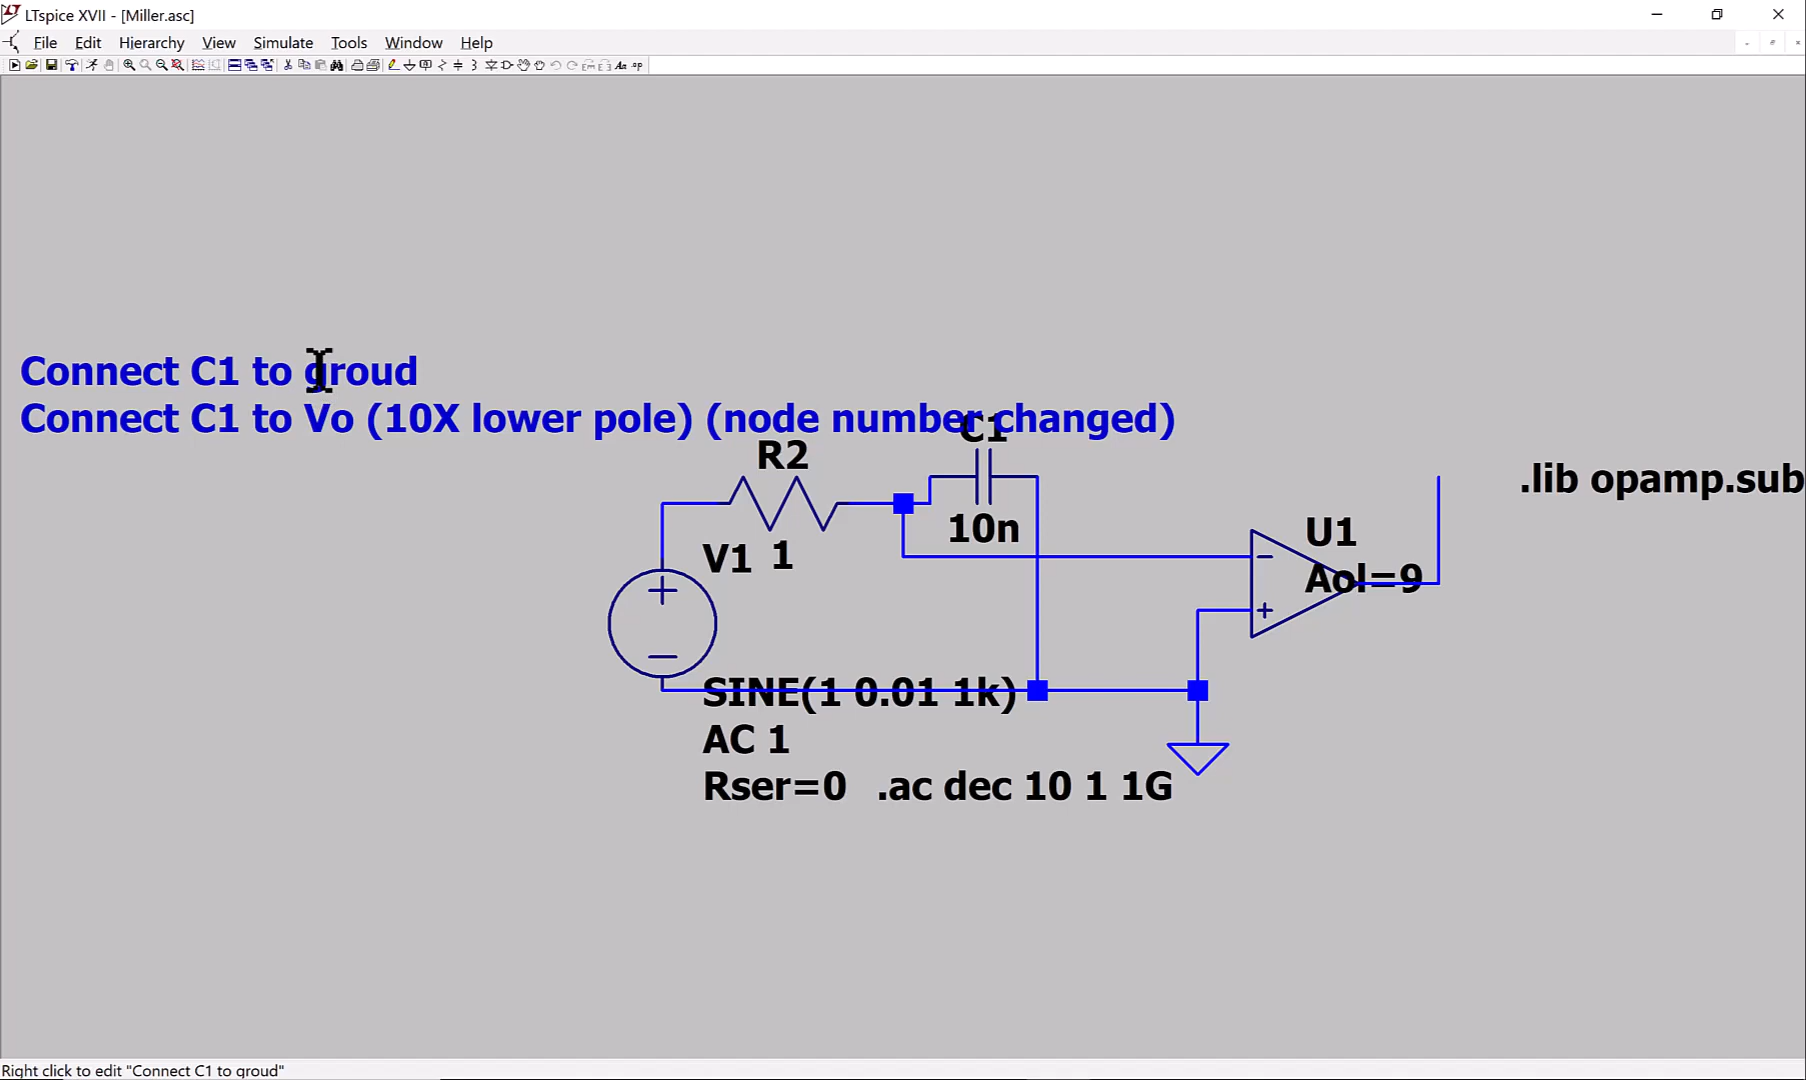 LTspice XVII - [Miller.asc]
File Edit Hierarchy View Simulate Tools Window Help
Connect C1 to groud
Connect C1 to Vo (10X lower pole) (node number changed)
C1
R2
.lib opamp.sub
10n
U1
V1 1
Aol=9
SINE(1 0.01 1k)
AC 1
Rser=0 .ac dec 10 1 1G
Right click to edit "Connect C1 to groud"